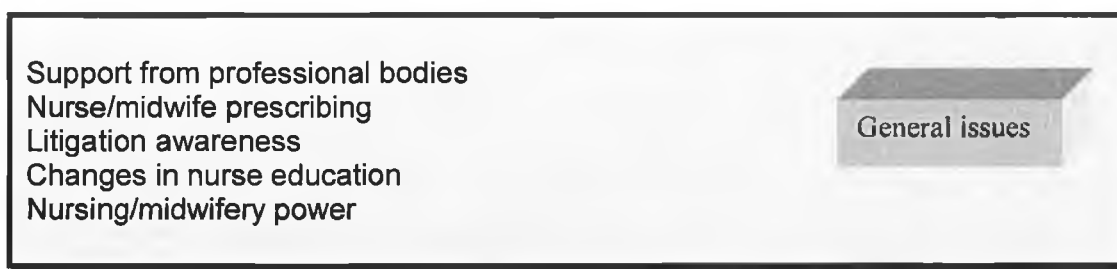 Support from professional bodies
Nurse/midwife prescribing
Litigation awareness
Changes in nurse education
Nursing/midwifery power
General issues